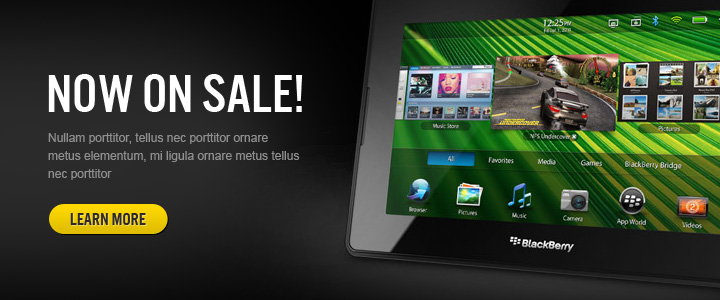 NOW ON SALE!
Nullam porttitor, tellus nec porttitor ornare
metus elementum, mi ligula ornare metus tellus
nec porttitor
LEARN MORE
12:25
Music Store
NFS Undercover
Pictures
All
Favorites
Media
Games
BlackBerry Bridge
Browser
Pictures
Music
Camera
App World
Videos
BlackBerry